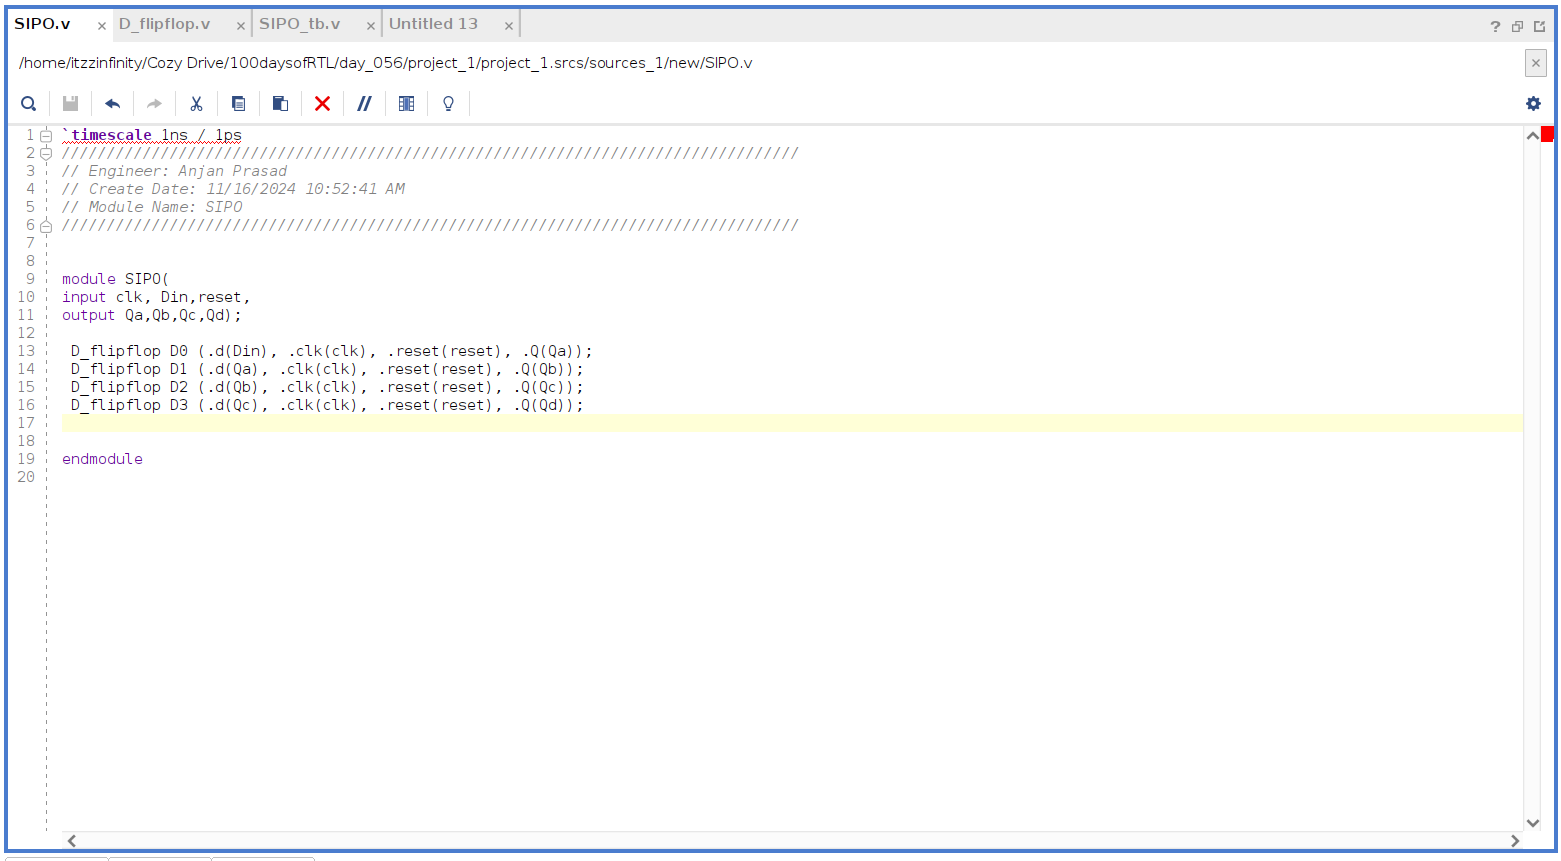 SIPO.v × D_flipflop.v × SIPO_tb.v × Untitled 13 × ?
/home/itzzinfinity/Cozy Drive/100daysofRTL/day_056/project_1/project_1.srcs/sources_1/new/SIPO.v ×
1 `timescale 1ns / 1ps
2 //////////////////////////////////////////////////////////////////////////////////
3 // Engineer: Anjan Prasad
4 // Create Date: 11/16/2024 10:52:41 AM
5 // Module Name: SIPO
6 //////////////////////////////////////////////////////////////////////////////////
7
8
9 module SIPO(
10 input clk, Din,reset,
11 output Qa,Qb,Qc,Qd);
12
13 D_flipflop D0 (.d(Din), .clk(clk), .reset(reset), .Q(Qa));
14 D_flipflop D1 (.d(Qa), .clk(clk), .reset(reset), .Q(Qb));
15 D_flipflop D2 (.d(Qb), .clk(clk), .reset(reset), .Q(Qc));
16 D_flipflop D3 (.d(Qc), .clk(clk), .reset(reset), .Q(Qd));
17
18
19 endmodule
20